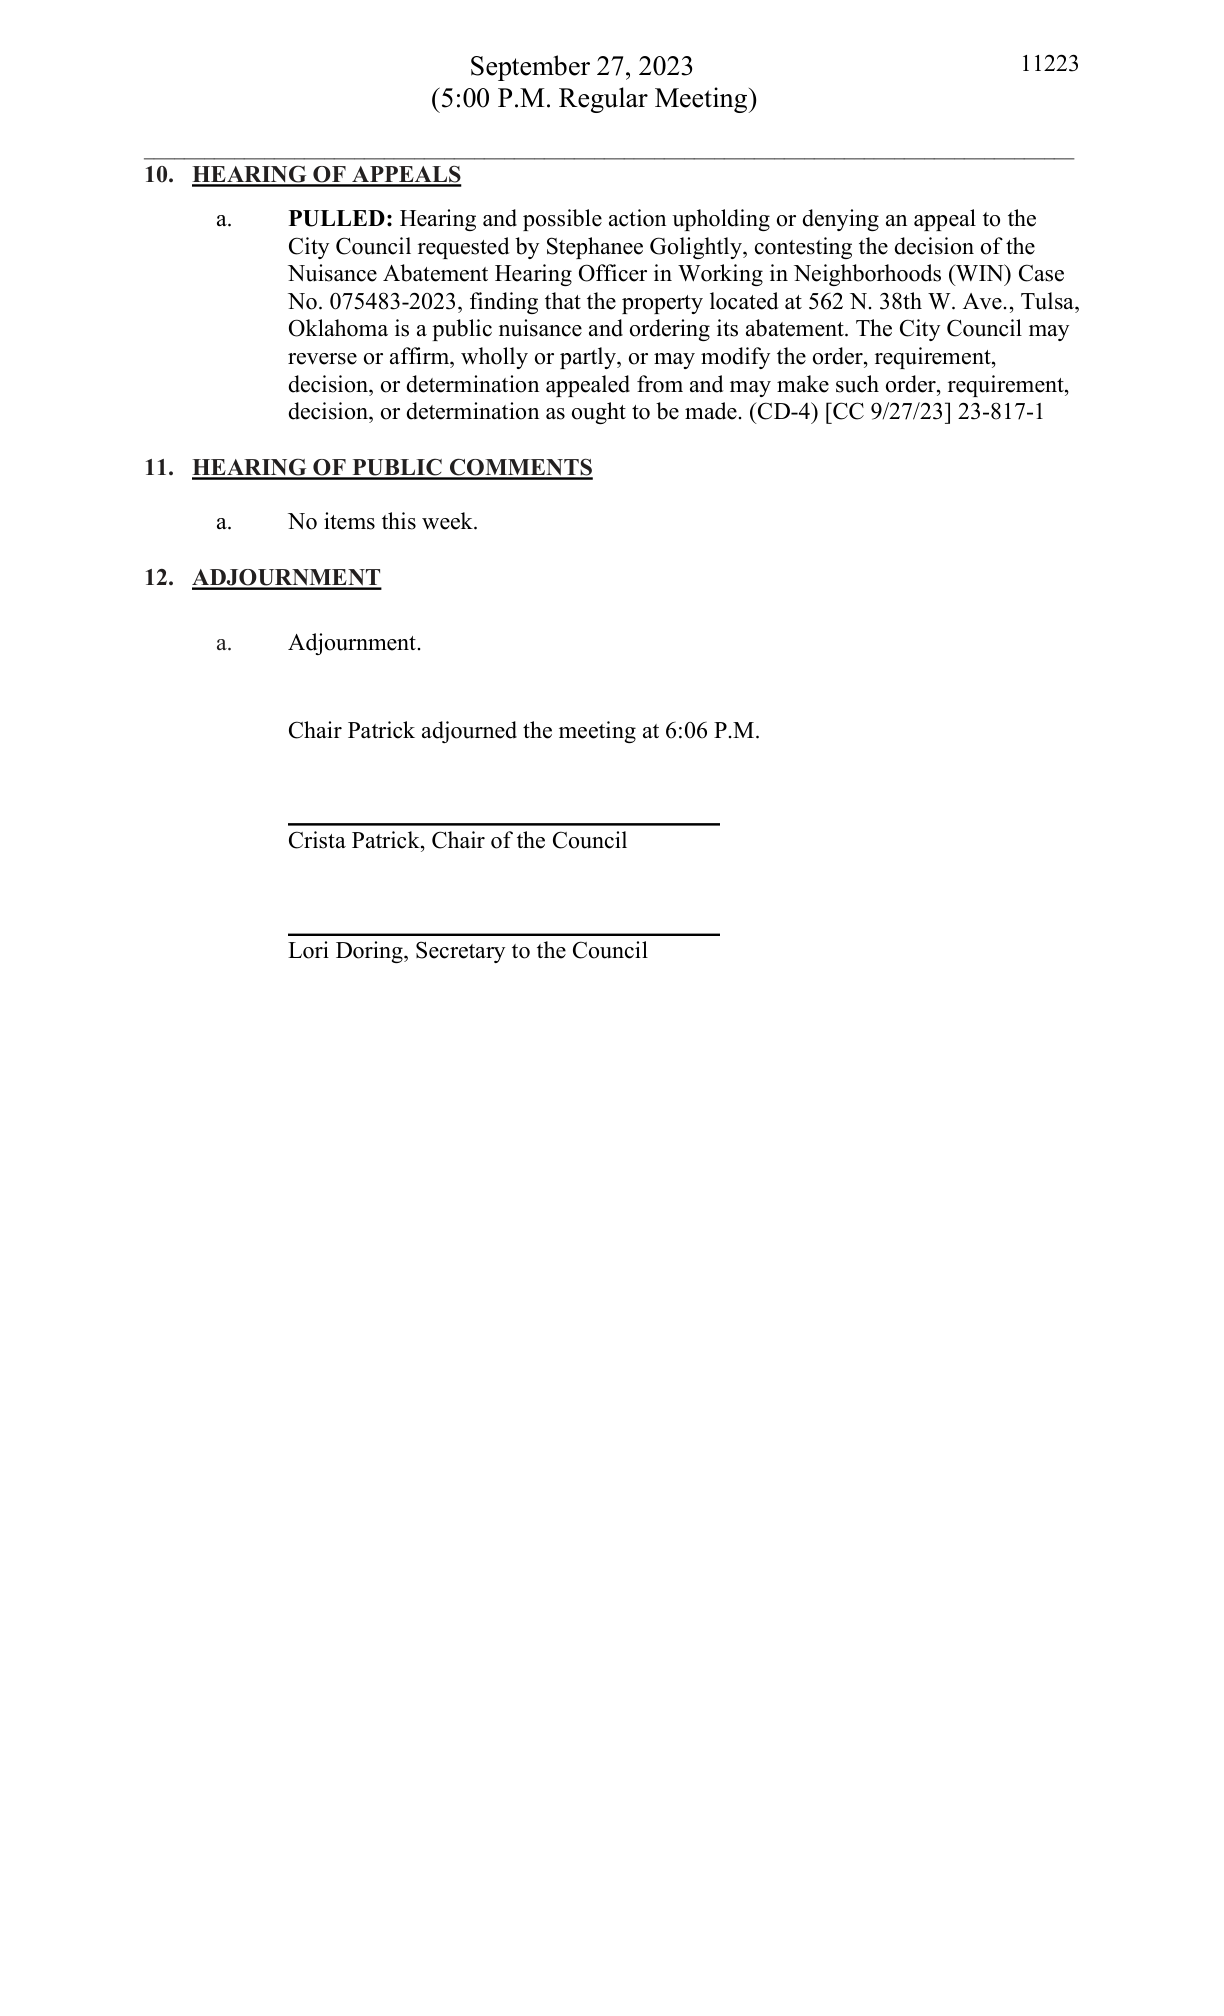 September 27, 2023
11223
(5:00 P.M. Regular Meeting)
10. HEARING OF APPEALS
a. PULLED: Hearing and possible action upholding or denying an appeal to the
City Council requested by Stephanee Golightly, contesting the decision of the
Nuisance Abatement Hearing Officer in Working in Neighborhoods (WIN) Case
No. 075483-2023, finding that the property located at 562 N. 38th W. Ave., Tulsa,
Oklahoma is a public nuisance and ordering its abatement. The City Council may
reverse or affirm, wholly or partly, or may modify the order, requirement,
decision, or determination appealed from and may make such order, requirement,
decision, or determination as ought to be made. (CD-4) [CC 9/27/23] 23-817-1
11. HEARING OF PUBLIC COMMENTS
a. No items this week.
12. ADJOURNMENT
a. Adjournment.
Chair Patrick adjourned the meeting at 6:06 P.M.
Crista Patrick, Chair of the Council
Lori Doring, Secretary to the Council